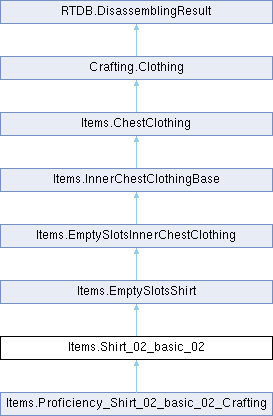 RTDB.DisassemblingResult
Crafting.Clothing
Items.ChestClothing
Items.InnerChestClothingBase
Items.EmptySlotsInnerChestClothing
Items.EmptySlotsShirt
Items.Shirt_02_basic_02
Items.Proficiency_Shirt_02_basic_02_Crafting